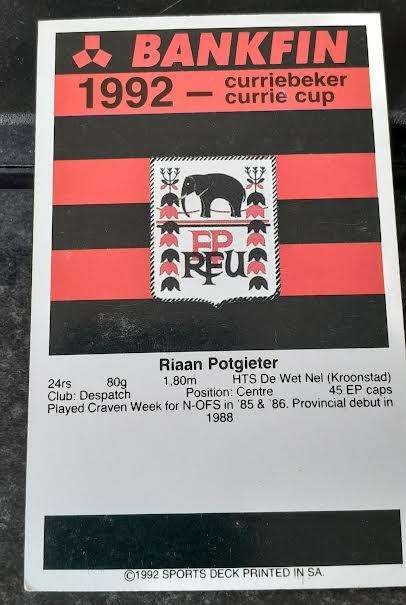 BANKFIN
1992 – curriebeker
currie cup
EP
RFU
Riaan Potgieter
24rs 80g 1,80m HTS De Wet Nel (Kroonstad)
Club: Despatch Position: Centre 45 EP caps
Played Craven Week for N-OFS in '85 & '86. Provincial debut in
1988
©1992 SPORTS DECK PRINTED IN SA.